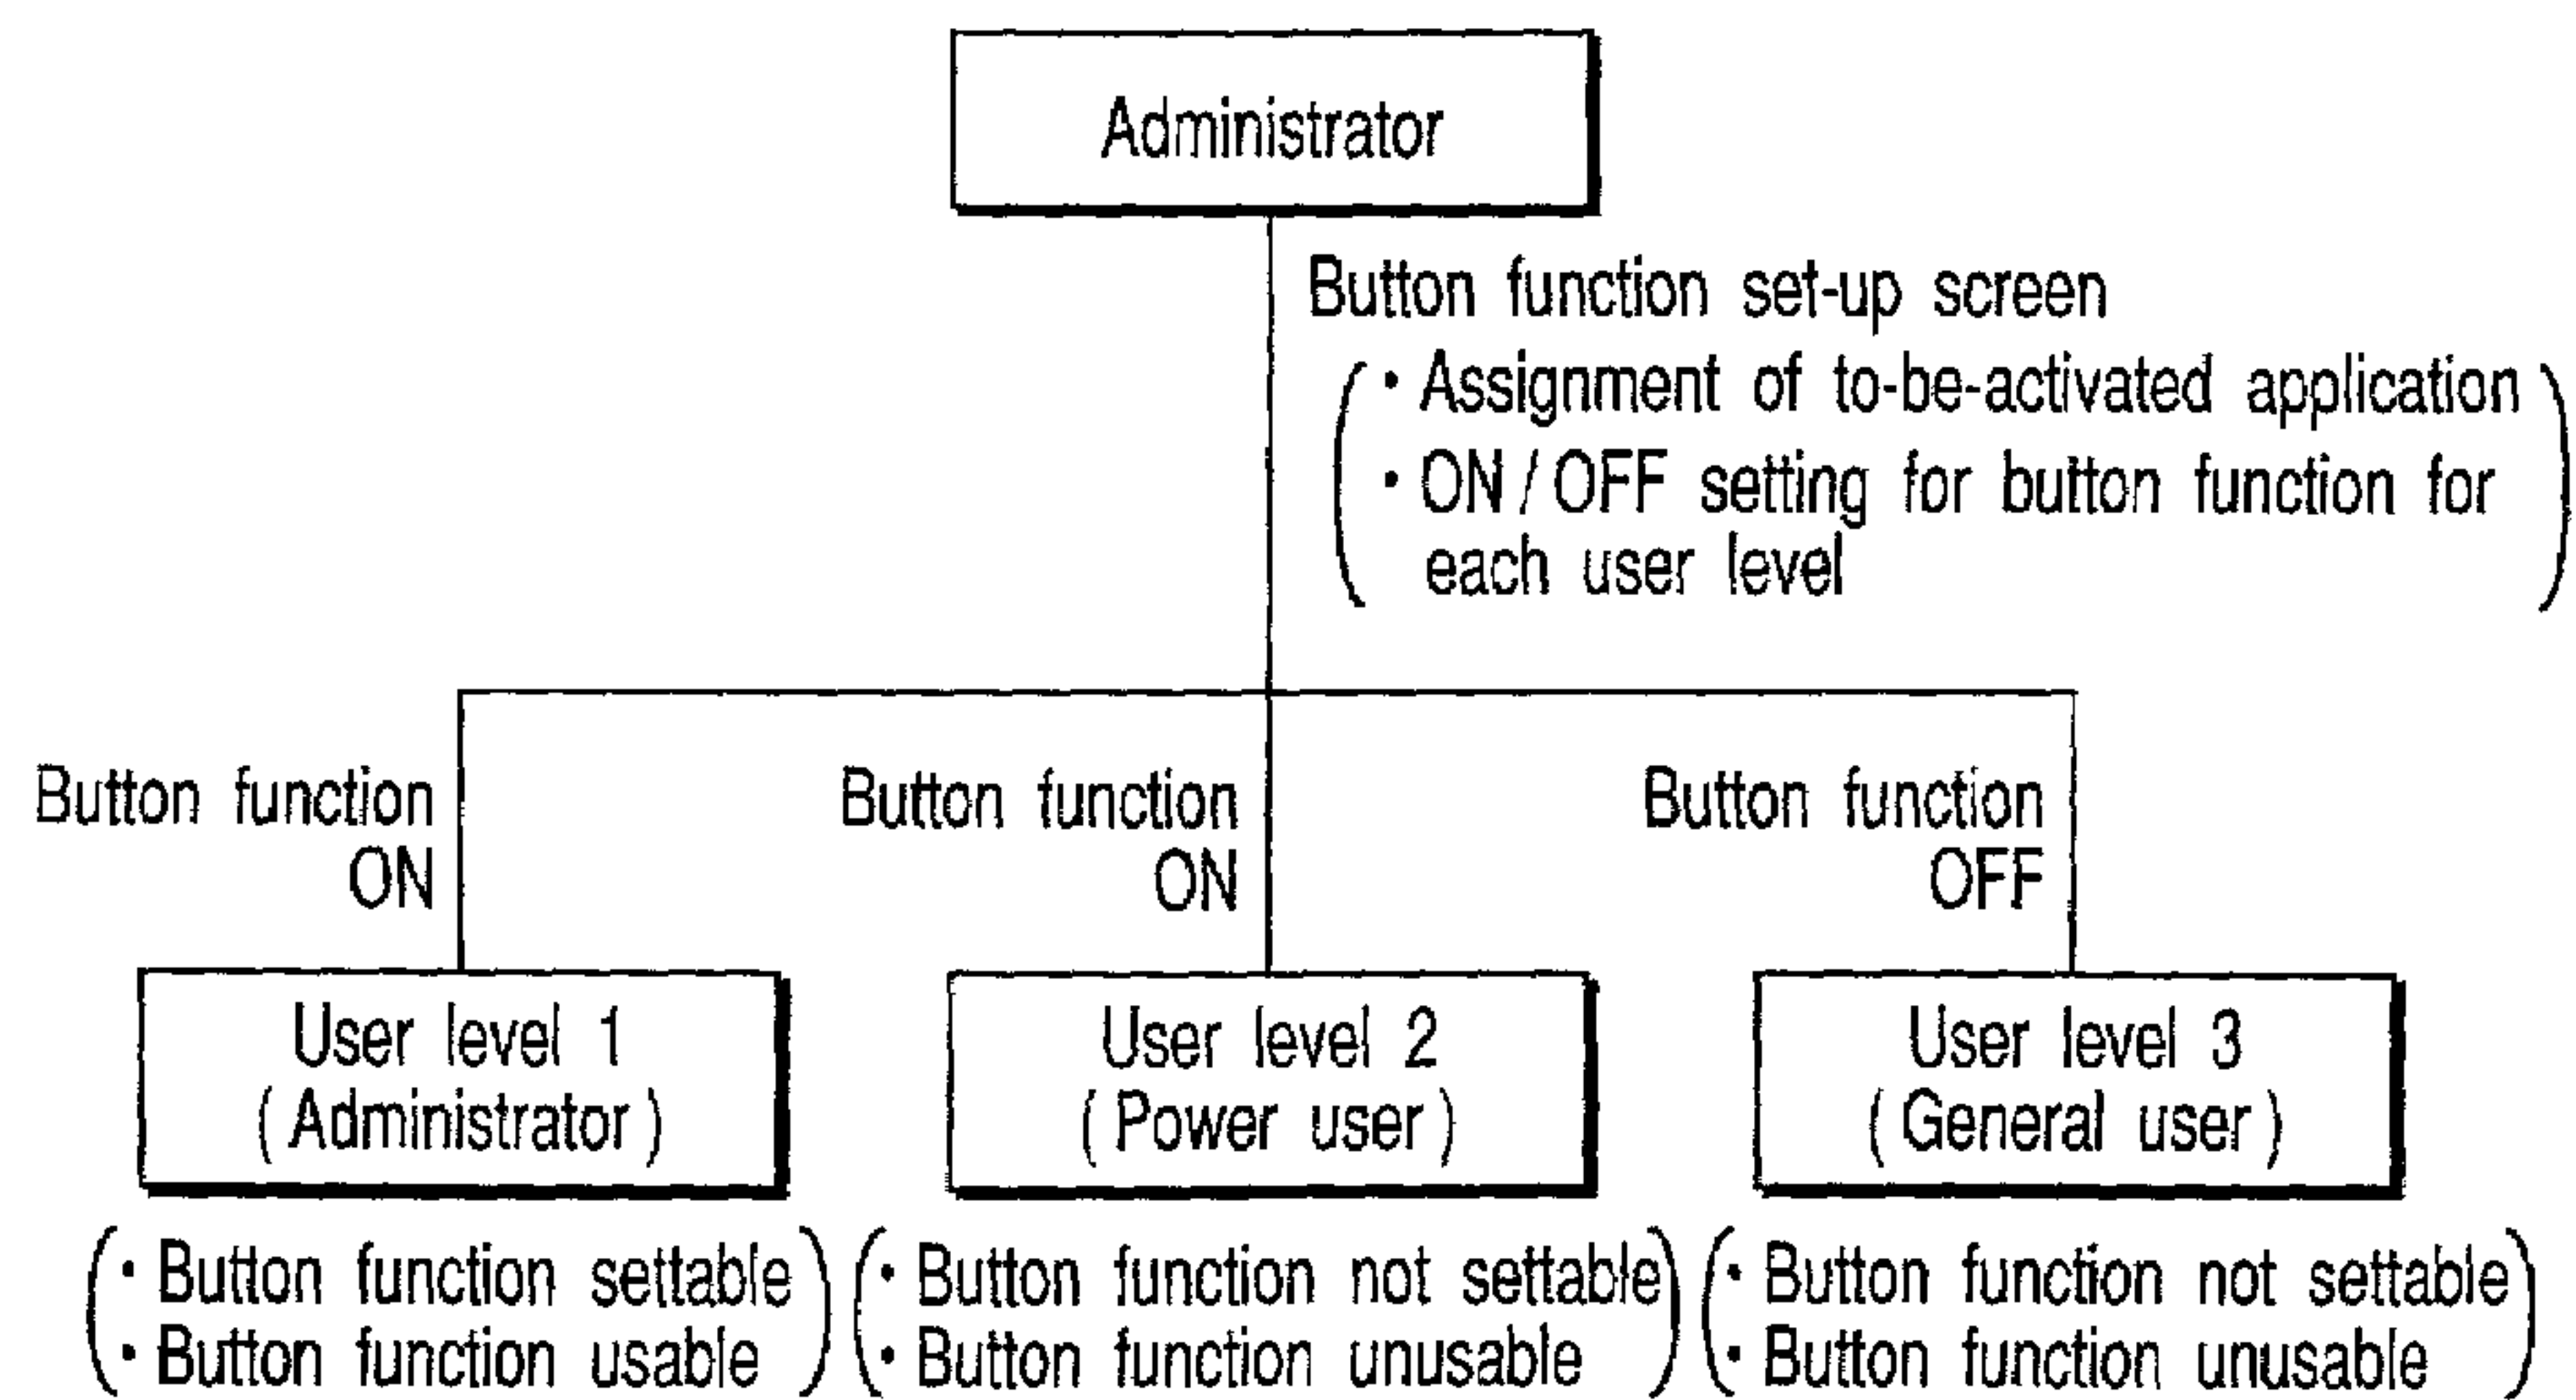 Administrator
Button function set-up screen
( • Assignment of to-be-activated application
• ON / OFF setting for button function for
each user level )
Button function
ON
Button function
ON
Button function
OFF
User level 1
( Administrator )
User level 2
( Power user )
User level 3
( General user )
( • Button function settable
• Button function usable )
( • Button function not settable
• Button function unusable )
( • Button function not settable
• Button function unusable )